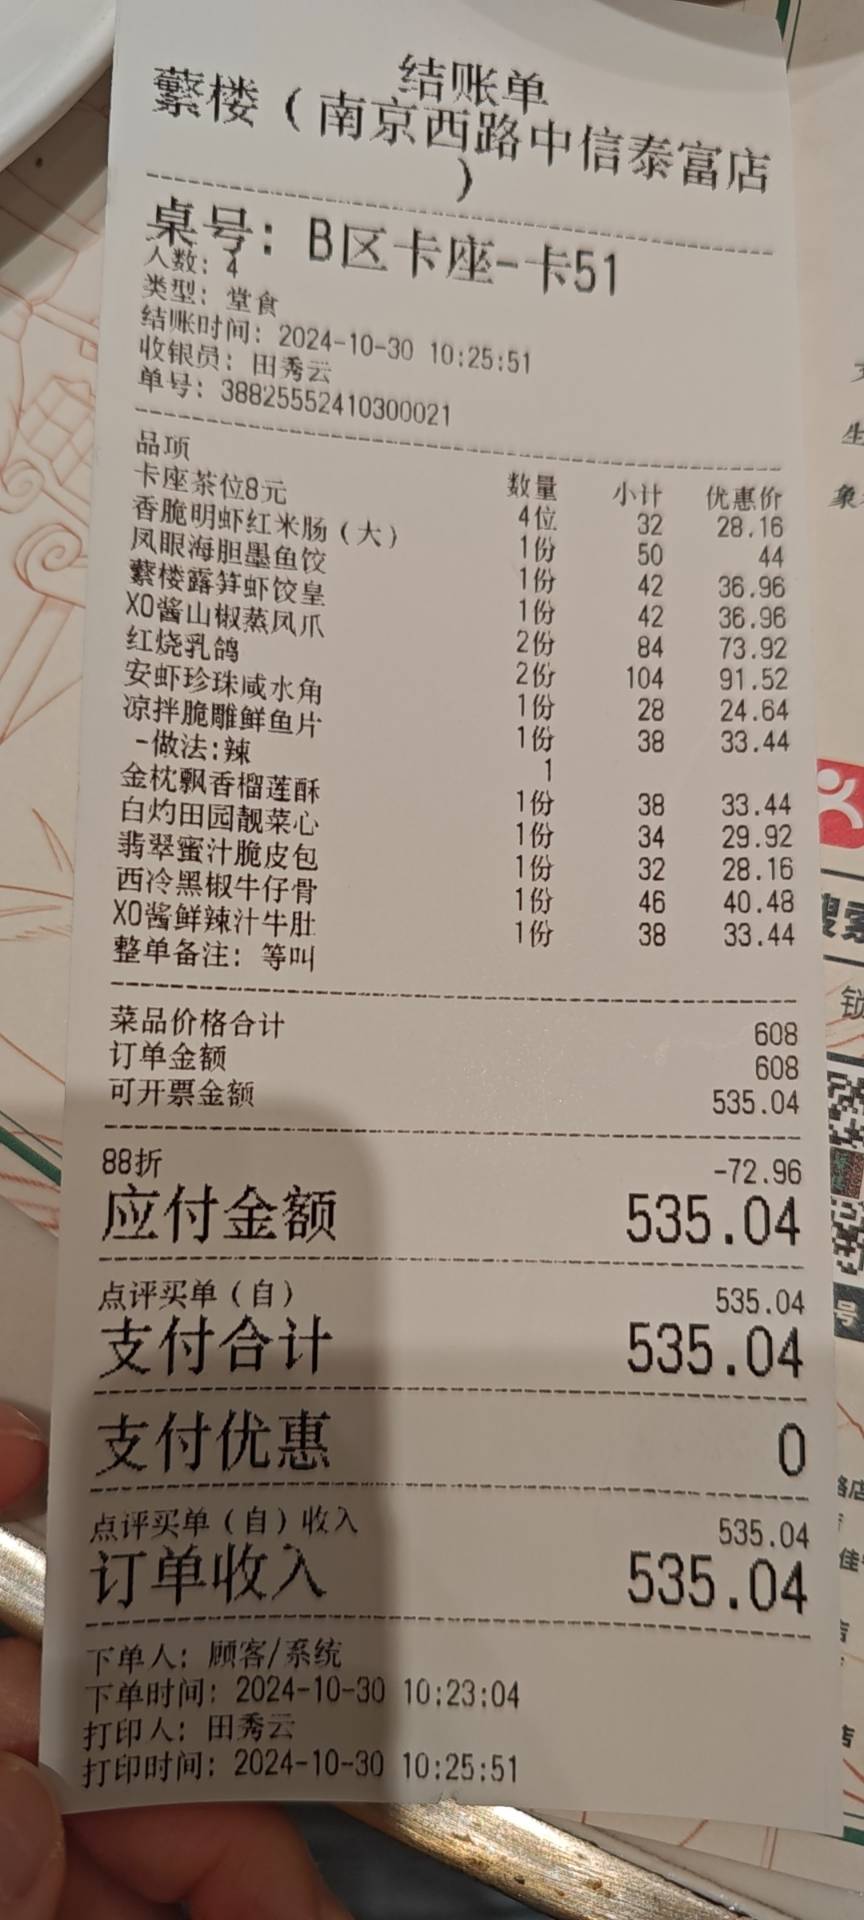 结账单
蘩楼（南京西路中信泰富店
）
桌号: B区卡座-卡51
人数: 4
类型: 堂食
结账时间: 2024-10-30 10:25:51
收银员: 田秀云
单号: 38825552410300021
品项 数量 小计 优惠价
卡座茶位8元 4位 32 28.16
香脆明虾红米肠（大） 1份 50 44
凤眼海胆墨鱼饺 1份 42 36.96
蘩楼露笋虾饺皇 1份 42 36.96
XO酱山椒蒸凤爪 2份 84 73.92
红烧乳鸽 2份 104 91.52
安虾珍珠咸水角 1份 28 24.64
凉拌脆雕鲜鱼片 1份 38 33.44
-做法:辣 1
金枕飘香榴莲酥 1份 38 33.44
白灼田园靓菜心 1份 34 29.92
翡翠蜜汁脆皮包 1份 32 28.16
西冷黑椒牛仔骨 1份 46 40.48
XO酱鲜辣汁牛肚 1份 38 33.44
整单备注: 等叫
菜品价格合计 608
订单金额 608
可开票金额 535.04
88折 -72.96
应付金额 535.04
点评买单（自） 535.04
支付合计 535.04
支付优惠 0
点评买单（自）收入 535.04
订单收入 535.04
下单人: 顾客/系统
下单时间: 2024-10-30 10:23:04
打印人: 田秀云
打印时间: 2024-10-30 10:25:51